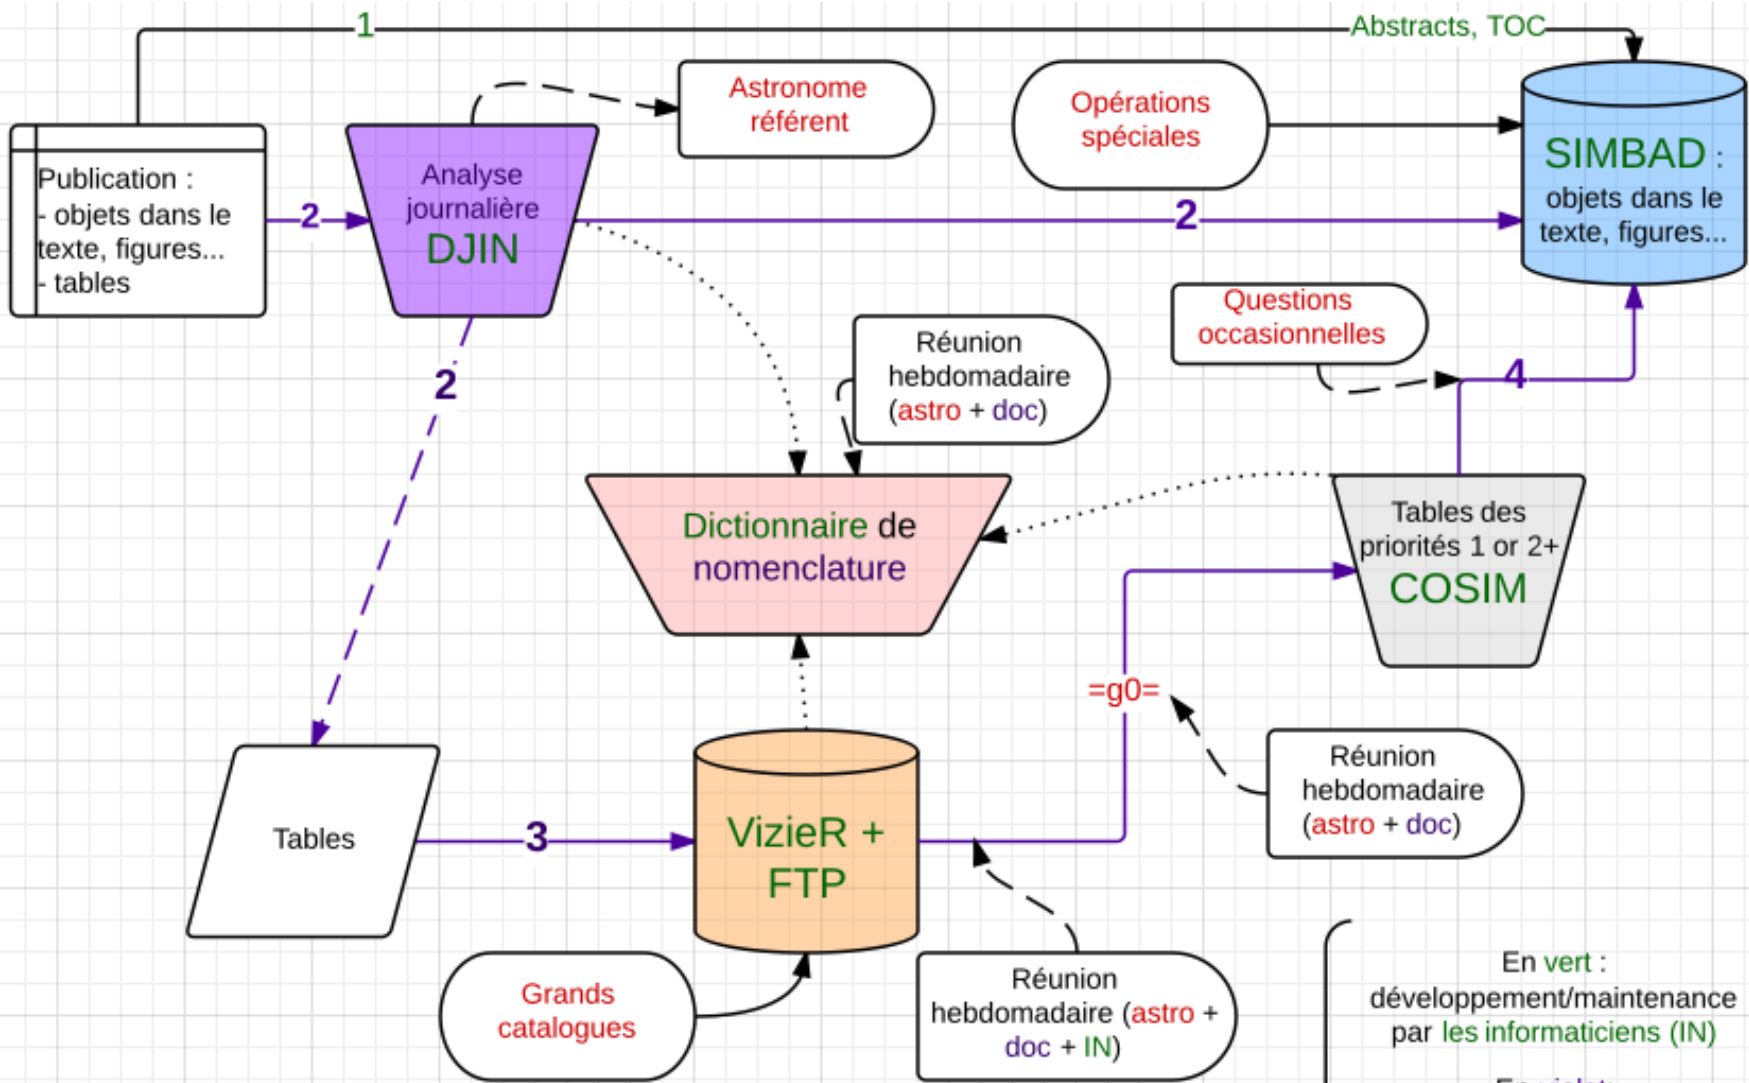 1
Abstracts, TOC
Astronome
référent
Opérations
spéciales
SIMBAD :
objets dans le
texte, figures...
Publication :
- objets dans le
texte, figures...
- tables
2
Analyse
journalière
DJIN
2
Questions
occasionnelles
2
Réunion
hebdomadaire
(astro + doc)
4
Dictionnaire de
nomenclature
Tables des
priorités 1 or 2+
COSIM
=g0=
Réunion
hebdomadaire
(astro + doc)
Tables
3
VizieR +
FTP
Grands
catalogues
Réunion
hebdomadaire (astro +
doc + IN)
En vert :
développement/maintenance
par les informaticiens (IN)